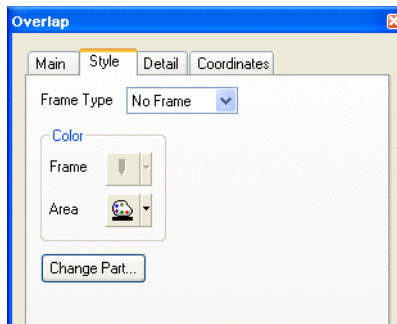 Overlap
Main Style Detail Coordinates
Frame Type No Frame
Color
Frame
Area
Change Part...